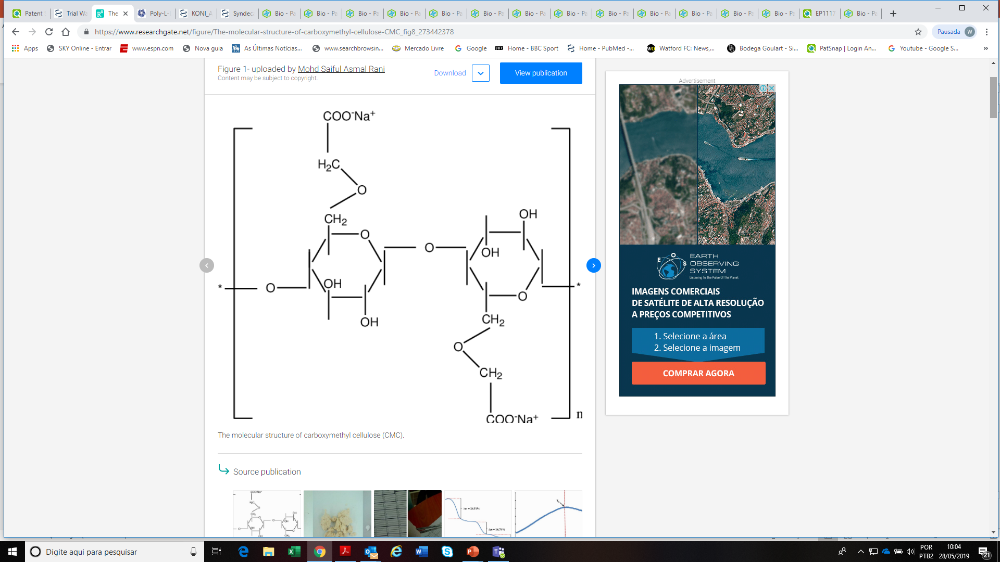 Patent S
Trial Wa
The
Poly-L-
KONI_A
Syndec
Bio - Pa
Bio - Pa
Bio - Pa
Bio - Pa
Bio - Pa
Bio - Pa
Bio - Pa
Bio - Pa
Bio - Pa
Bio - Pa
Bio - Pa
Bio - Pa
Bio - Pa
EP1117
Bio - Pa
https://www.researchgate.net/figure/The-molecular-structure-of-carboxymethyl-cellulose-CMC_fig8_273442378
Pausada W
Apps
SKY Online - Entrar
www.espn.com
Nova guia
As Últimas Notícias...
www.searchbrowsin...
Mercado Livre
Google
BBC Home - BBC Sport
Home - PubMed -...
WO Watford FC: News,...
Bodega Goulart - Si...
PatSnap | Login An...
Youtube - Google S...
»
Figure 1- uploaded by Mohd Saiful Asmal Rani
Content may be subject to copyright.
Download
View publication
COO⁻Na⁺
H₂C
O
CH₂
O
O
OH
OH
O
*
OH
OH
O
*
CH₂
O
CH₂
COO⁻Na⁺
n
The molecular structure of carboxymethyl cellulose (CMC).
Source publication
Advertisement
EOS
EARTH
OBSERVING
SYSTEM
Listening To The Pulse Of The Planet
IMAGENS COMERCIAIS
DE SATÉLITE DE ALTA RESOLUÇÃO
A PREÇOS COMPETITIVOS
1. Selecione a área
2. Selecione a imagem
COMPRAR AGORA
Digite aqui para pesquisar
POR
PTB2
10:04
28/05/2019
21